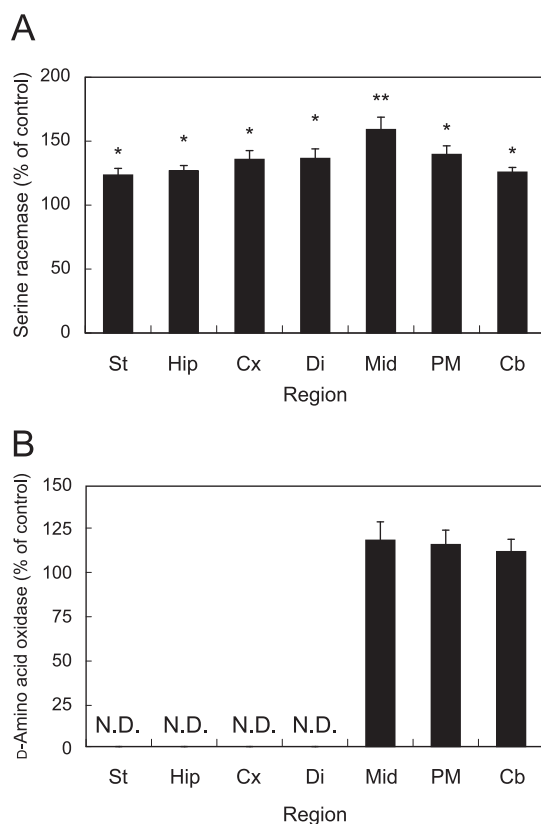 A
Serine racemase (% of control)
200
150
100
50
0
*
*
*
*
**
*
*
St Hip Cx Di Mid PM Cb
Region
B
D-Amino acid oxidase (% of control)
150
125
100
75
50
25
0
N.D. N.D. N.D. N.D.
St Hip Cx Di Mid PM Cb
Region